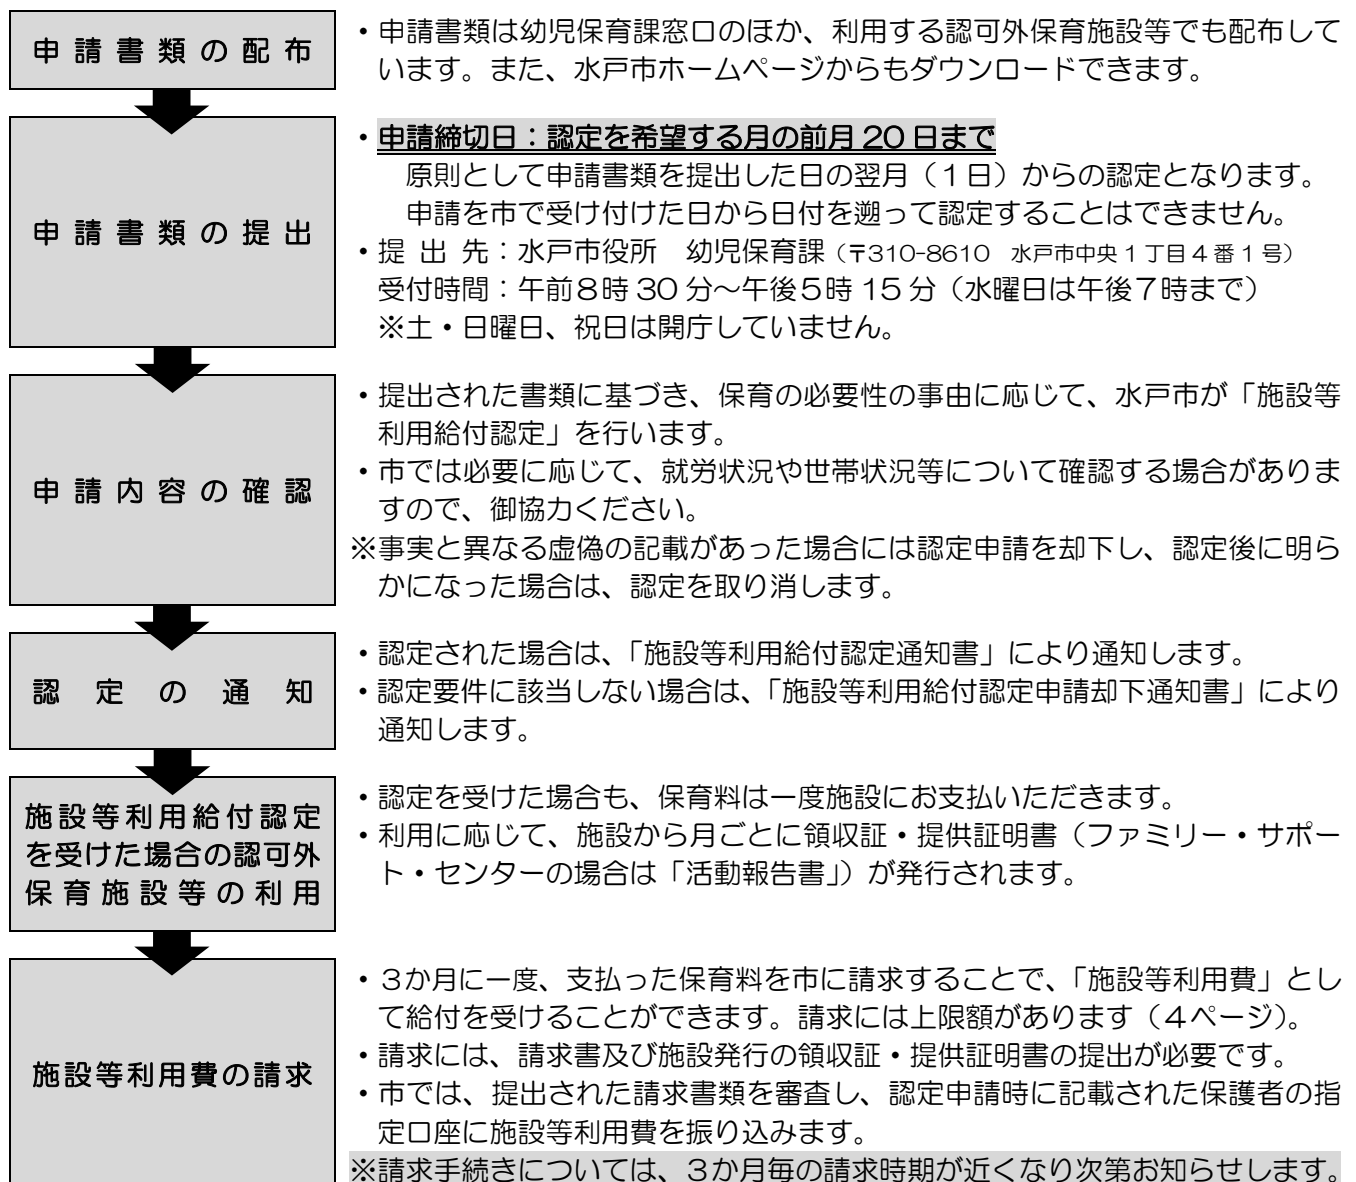 申請書類の配布
・申請書類は幼児保育課窓口のほか、利用する認可外保育施設等でも配布して
います。また、水戸市ホームページからもダウンロードできます。
申請書類の提出
・申請締切日：認定を希望する月の前月20日まで
原則として申請書類を提出した日の翌月（１日）からの認定となります。
申請を市で受け付けた日から日付を遡って認定することはできません。
・提出先：水戸市役所　幼児保育課（〒310-8610　水戸市中央１丁目４番１号）
受付時間：午前８時30分～午後５時15分（水曜日は午後７時まで）
※土・日曜日、祝日は開庁していません。
申請内容の確認
・提出された書類に基づき、保育の必要性の事由に応じて、水戸市が「施設等
利用給付認定」を行います。
・市では必要に応じて、就労状況や世帯状況等について確認する場合がありま
すので、御協力ください。
※事実と異なる虚偽の記載があった場合には認定申請を却下し、認定後に明ら
かになった場合は、認定を取り消します。
認定の通知
・認定された場合は、「施設等利用給付認定通知書」により通知します。
・認定要件に該当しない場合は、「施設等利用給付認定申請却下通知書」により
通知します。
施設等利用給付認定
を受けた場合の認可外
保育施設等の利用
・認定を受けた場合も、保育料は一度施設にお支払いただきます。
・利用に応じて、施設から月ごとに領収証・提供証明書（ファミリー・サポー
ト・センターの場合は「活動報告書」）が発行されます。
施設等利用費の請求
・３か月に一度、支払った保育料を市に請求することで、「施設等利用費」とし
て給付を受けることができます。請求には上限額があります（４ページ）。
・請求には、請求書及び施設発行の領収証・提供証明書の提出が必要です。
・市では、提出された請求書類を審査し、認定申請時に記載された保護者の指
定口座に施設等利用費を振り込みます。
※請求手続きについては、３か月毎の請求時期が近くなり次第お知らせします。